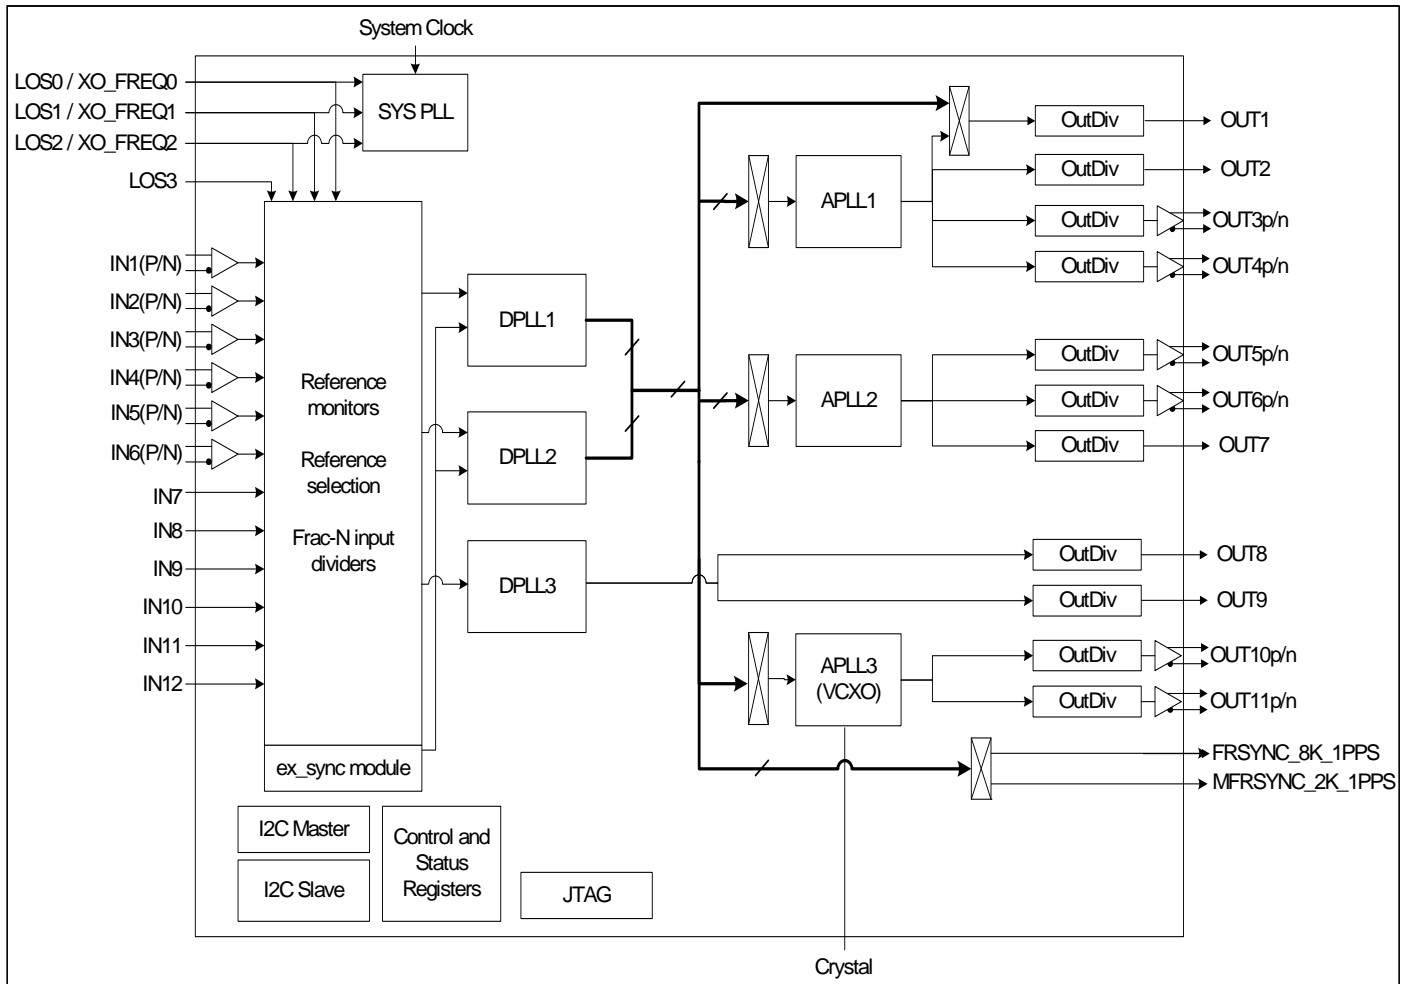 System Clock
LOS0 / XO_FREQ0
LOS1 / XO_FREQ1
LOS2 / XO_FREQ2
LOS3
SYS PLL
OutDiv
OUT1
OutDiv
OUT2
APLL1
OutDiv
OUT3p/n
OutDiv
OUT4p/n
IN1(P/N)
IN2(P/N)
IN3(P/N)
IN4(P/N)
IN5(P/N)
IN6(P/N)
IN7
IN8
IN9
IN10
IN11
IN12
Reference
monitors
Reference
selection
Frac-N input
dividers
ex_sync module
DPLL1
DPLL2
DPLL3
OutDiv
OUT5p/n
APLL2
OutDiv
OUT6p/n
OutDiv
OUT7
OutDiv
OUT8
OutDiv
OUT9
APLL3
(VCXO)
OutDiv
OUT10p/n
OutDiv
OUT11p/n
FRSYNC_8K_1PPS
MFRSYNC_2K_1PPS
I2C Master
I2C Slave
Control and
Status
Registers
JTAG
Crystal